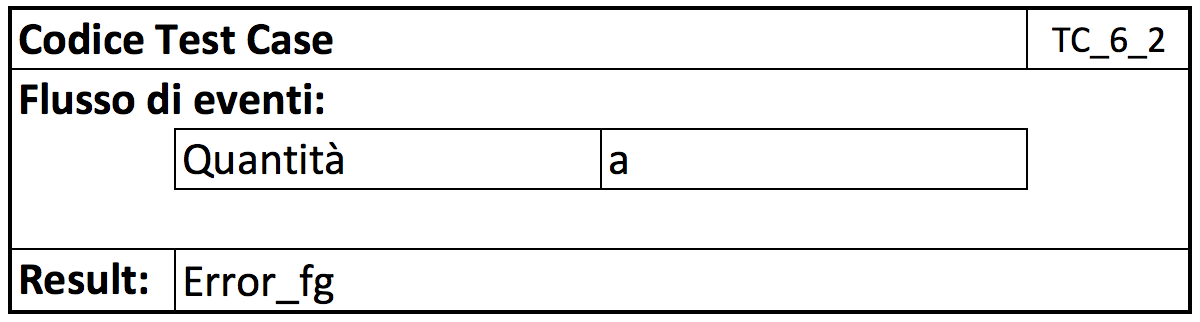 Codice Test Case TC_6_2
Flusso di eventi:
Quantità a
Result: Error_fg